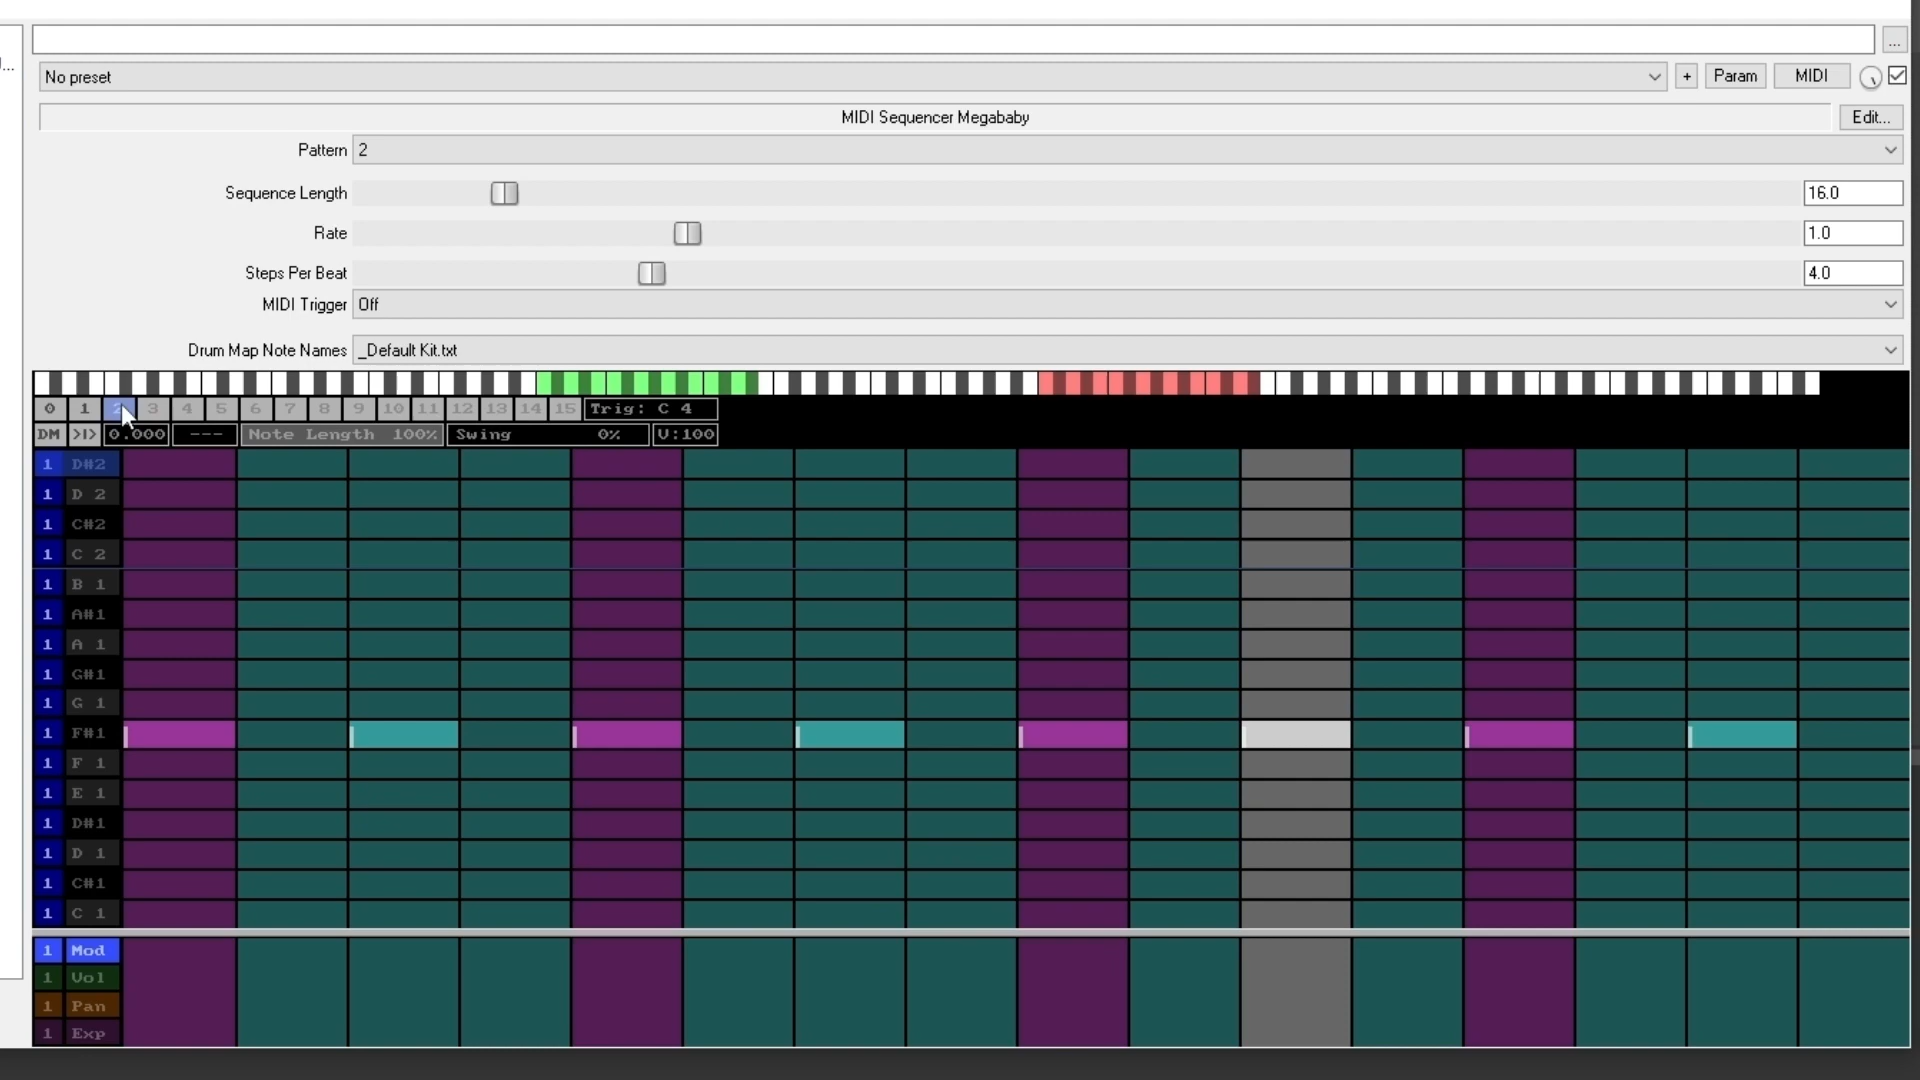 ...
...
No preset + Param MIDI
MIDI Sequencer Megababy Edit...
Pattern 2
Sequence Length 16.0
Rate 1.0
Steps Per Beat 4.0
MIDI Trigger Off
Drum Map Note Names _Default Kit.txt
0 1 2 3 4 5 6 7 8 9 10 11 12 13 14 15 Trig: C 4
DM >|> 0.000 --- Note Length 100% Swing 0% V:100
1 D#2
1 D 2
1 C#2
1 C 2
1 B 1
1 A#1
1 A 1
1 G#1
1 G 1
1 F#1
1 F 1
1 E 1
1 D#1
1 D 1
1 C#1
1 C 1
1 Mod
1 Vol
1 Pan
1 Exp